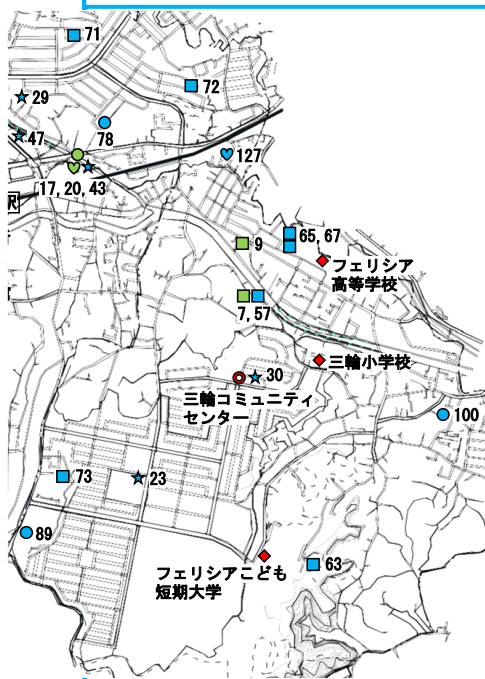 71
72
29
78
47
127
17, 20, 43
駅
9
65, 67
フェリシア
高等学校
7, 57
三輪小学校
30
三輪コミュニティ
センター
100
73
23
89
フェリシアこども
短期大学
63